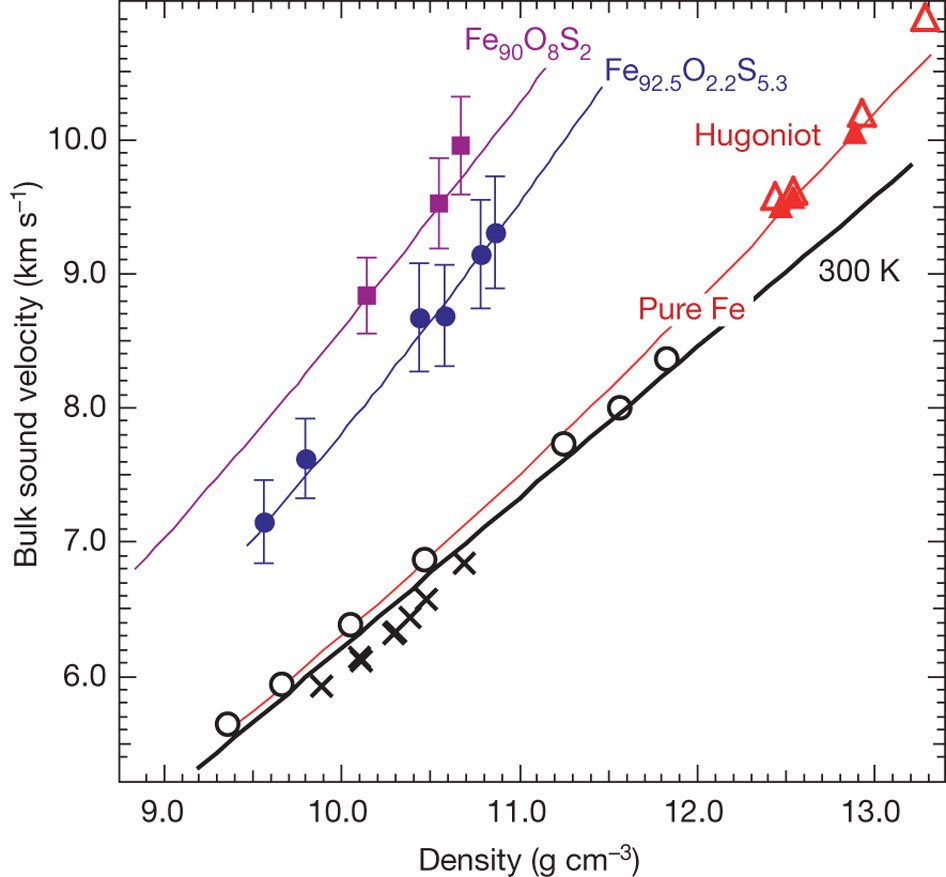 Fe90O8S2
Fe92.5O2.2S5.3
10.0
Hugoniot
9.0
300 K
Pure Fe
8.0
7.0
6.0
Bulk sound velocity (km s−1)
9.0 10.0 11.0 12.0 13.0
Density (g cm−3)